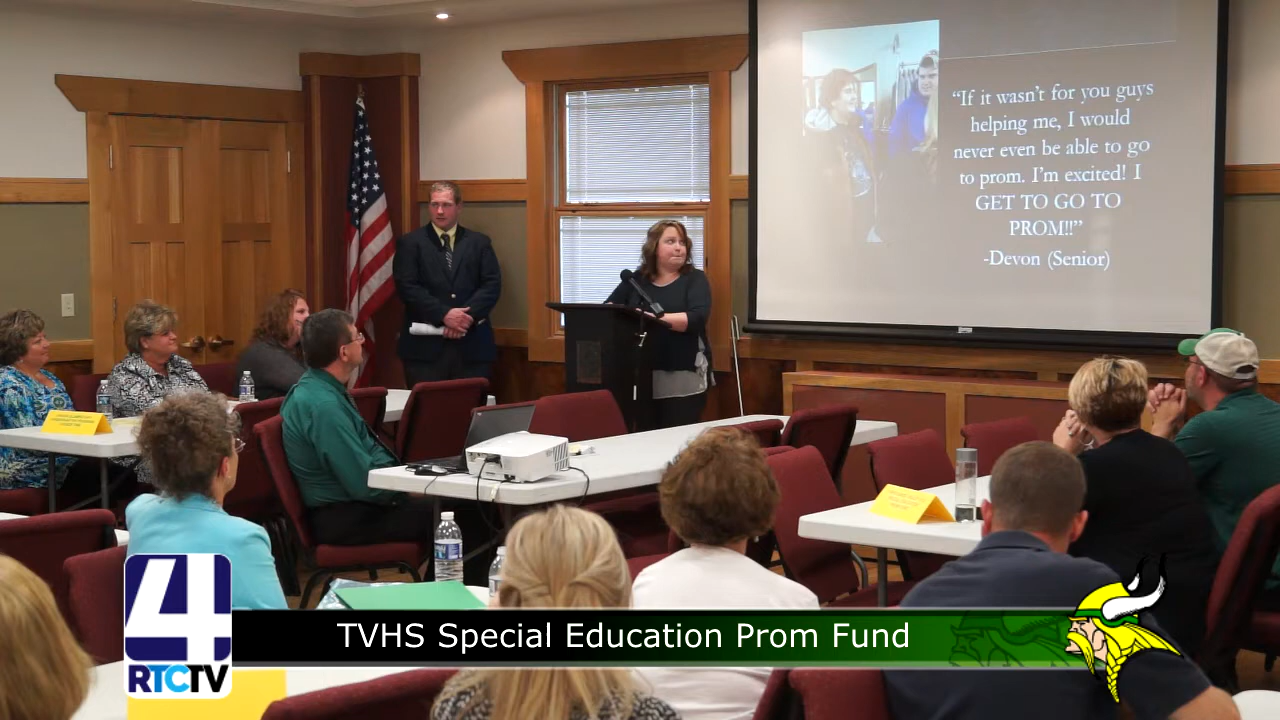 “If it wasn’t for you guys
helping me, I would
never even be able to go
to prom. I’m excited! I
GET TO GO TO
PROM!!”
-Devon (Senior)
4
RTCTV
TVHS Special Education Prom Fund